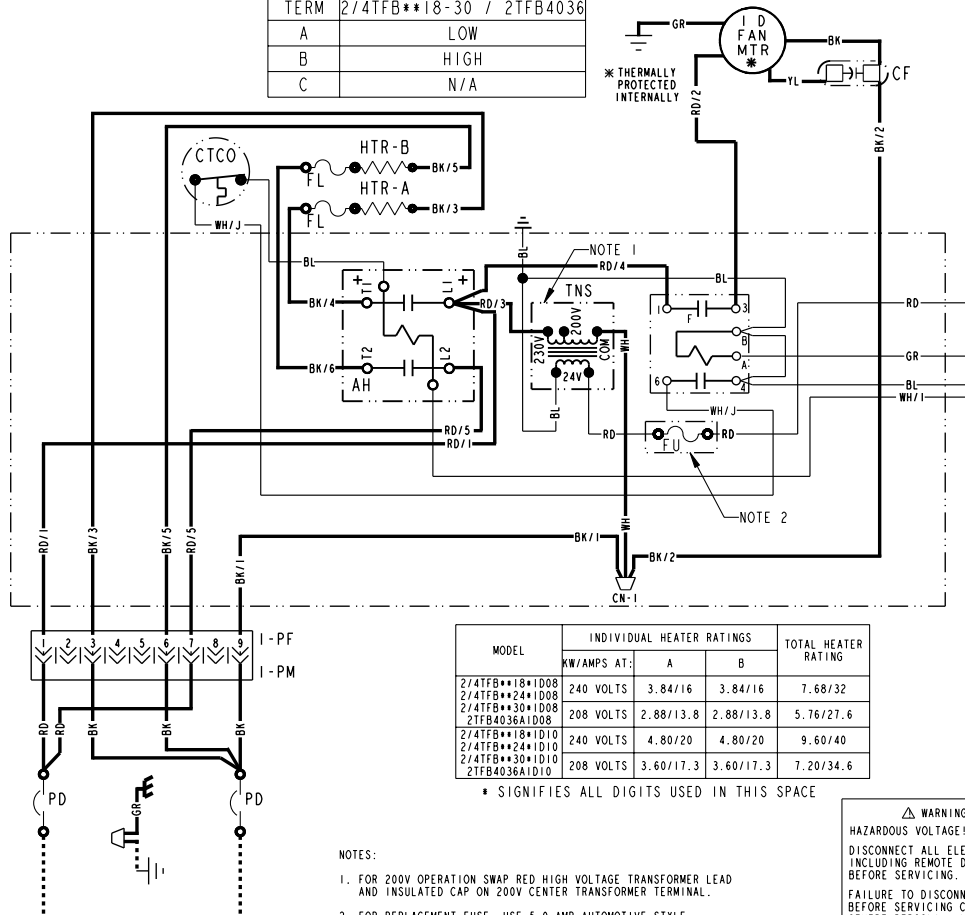 TERM 2/4TFB**18-30 / 2TFB4036
A LOW
B HIGH
C N/A
GR
I D
FAN
MTR
*
BK
* THERMALLY
PROTECTED
INTERNALLY
YL
CF
RD/2
BK/2
CTCO
HTR-B
FL
BK/5
HTR-A
FL
BK/3
WH/J
BL
BL
NOTE 1
RD/4
BL
TNS
RD
BK/4
+
T1
L1
+
RD/3
230V
200V
COM
WH
1
F
3
B
A
GR
BK/6
T2
L2
AH
24V
6
4
BL
WH/1
BL
WH/J
RD/5
RD/1
RD
FU
RD
NOTE 2
RD/1
BK/3
BK/5
RD/5
BK/1
WH
BK/1
BK/2
CN-1
1 2 3 4 5 6 7 8 9
1-PF
1-PM
RD
RD
BK
BK
BK
PD
GR
PD
MODEL
INDIVIDUAL HEATER RATINGS
TOTAL HEATER
RATING
KW/AMPS AT: A B
2/4TFB**18*1D08
2/4TFB**24*1D08
2/4TFB**30*1D08
2TFB4036A1D08
240 VOLTS 3.84/16 3.84/16 7.68/32
208 VOLTS 2.88/13.8 2.88/13.8 5.76/27.6
2/4TFB**18*1D10
2/4TFB**24*1D10
2/4TFB**30*1D10
2TFB4036A1D10
240 VOLTS 4.80/20 4.80/20 9.60/40
208 VOLTS 3.60/17.3 3.60/17.3 7.20/34.6
* SIGNIFIES ALL DIGITS USED IN THIS SPACE
NOTES:
1. FOR 200V OPERATION SWAP RED HIGH VOLTAGE TRANSFORMER LEAD
AND INSULATED CAP ON 200V CENTER TRANSFORMER TERMINAL.
2. FOR REPLACEMENT FUSE, USE 5.0 AMP AUTOMOTIVE STYLE
⚠ WARNING
HAZARDOUS VOLTAGE!
DISCONNECT ALL ELE
INCLUDING REMOTE D
BEFORE SERVICING.
FAILURE TO DISCONN
BEFORE SERVICING C